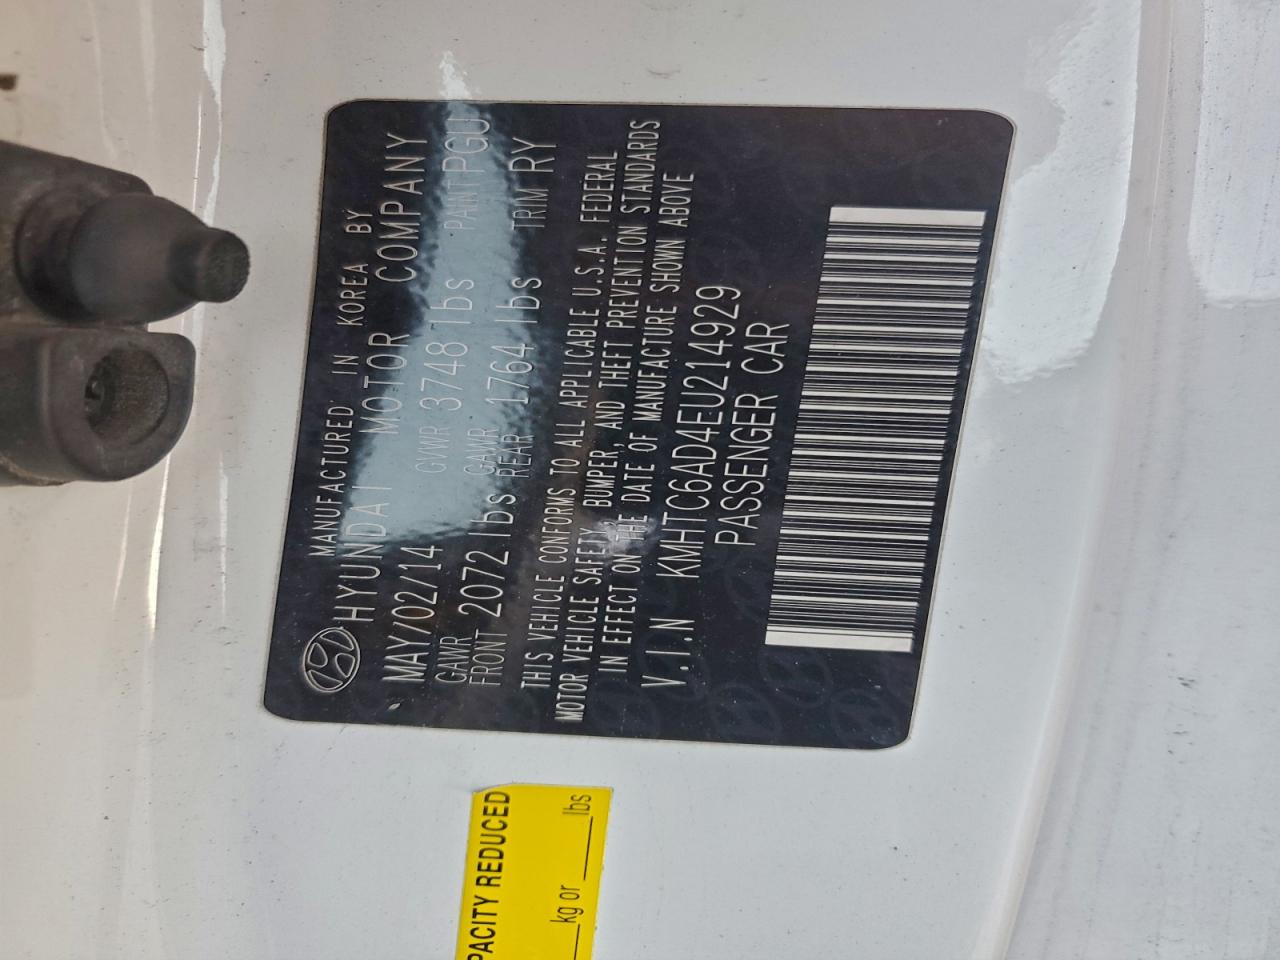 MANUFACTURED IN KOREA BY
HYUNDAI MOTOR COMPANY
MAY/02/14 GVWR 3748 lbs PAINT PGU
GAWR FRONT 2072 lbs GAWR REAR 1764 lbs TRIM RY
THIS VEHICLE CONFORMS TO ALL APPLICABLE U.S.A. FEDERAL
MOTOR VEHICLE SAFETY, BUMPER, AND THEFT PREVENTION STANDARDS
IN EFFECT ON THE DATE OF MANUFACTURE SHOWN ABOVE
V.I.N KMHTC6AD4EU214929
PASSENGER CAR
PACITY REDUCED
___kg or ___lbs